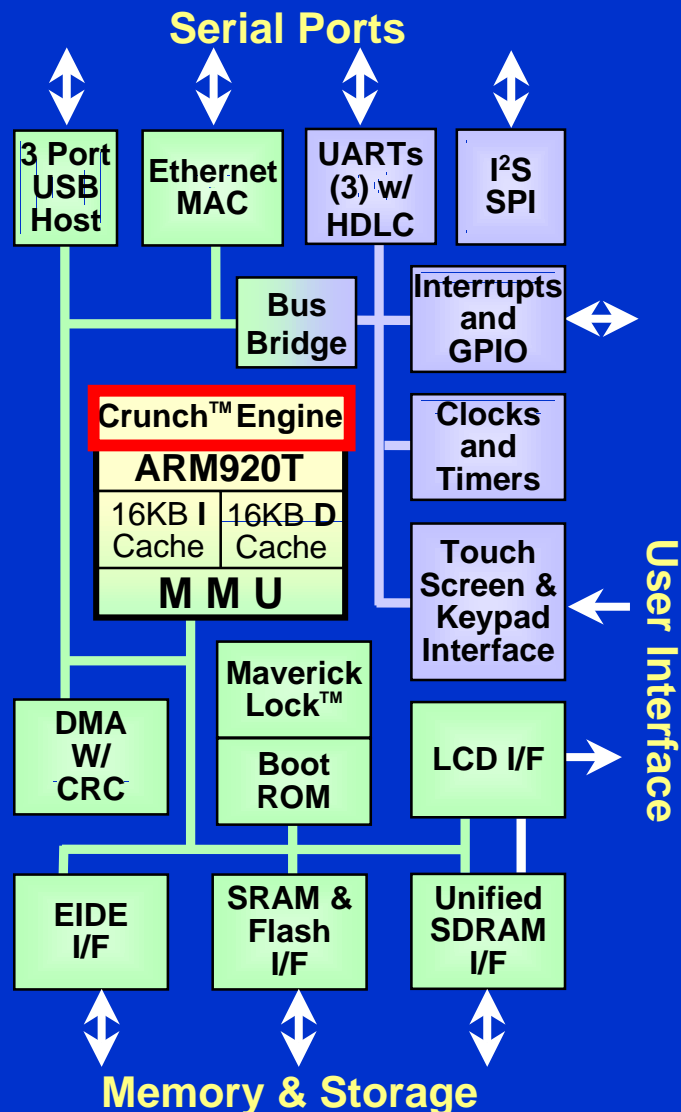 Serial Ports
3 Port
USB
Host
Ethernet
MAC
UARTs
(3) w/
HDLC
I²S
SPI
Bus
Bridge
Interrupts
and
GPIO
Crunch™ Engine
ARM920T
16KB I
Cache
16KB D
Cache
M M U
Clocks
and
Timers
Touch
Screen &
Keypad
Interface
User Interface
Maverick
Lock™
Boot
ROM
DMA
W/
CRC
LCD I/F
EIDE
I/F
SRAM &
Flash
I/F
Unified
SDRAM
I/F
Memory & Storage